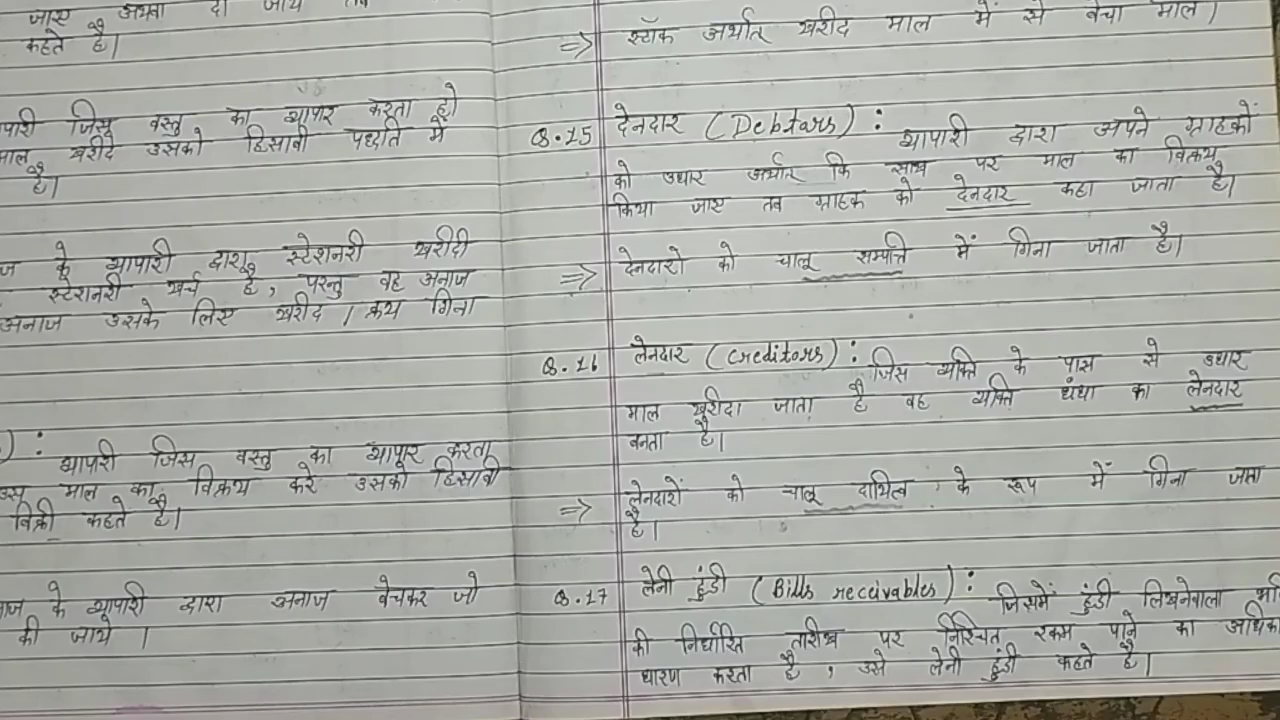 जाए अथवा दी जाये तब
कहते है।
जिस वस्तु का व्यापार करता हो
माल खरीदे उसको हिसाबी पद्धति में
है।
के व्यापारी द्वारा स्टेशनरी खरीदी
स्टेशनरी खर्च है, परन्तु वह अनाज
अनाज उसके लिए खरीद / क्रय गिना
) :
व्यापारी जिस वस्तु का व्यापार करता
उस माल का विक्रय करे उसको हिसाबी
विक्री कहते है।
के व्यापारी द्वारा अनाज बेचकर जो
की जाये ।
=> स्टॉक अर्थात् खरीद माल में से बेचा माल।
Q.15 देनदार (Debtars) :
व्यापारी द्वारा अपने ग्राहकों
को उधार अर्थात् कि साख पर माल का विक्रय
किया जाए तब ग्राहक को देनदार कहा जाता है।
=> देनदारो को चालू सम्पत्ति में गिना जाता है।
Q.16 लेनदार (Creditors) :
जिस व्यक्ति के पास से उधार
माल खरीदा जाता है वह व्यक्ति धंधा का लेनदार
बनता है।
=> लेनदारों को चालू दायित्व के रूप में गिना जाता
है।
Q.17 लेनी हुंडी (Bills receivables) :
जिसमें हुंडी लिखनेवाला
की निर्धारित तारीख पर निश्चित रकम पाने का
धारण करता है, उसे लेनी हुंडी कहते है।